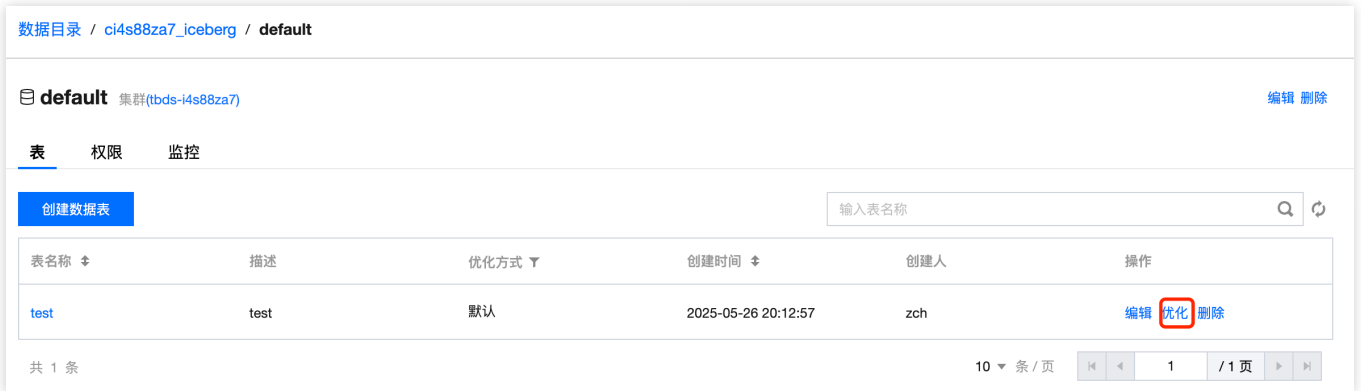 数据目录 / ci4s88za7_iceberg / default
default 集群(tbds-i4s88za7) 编辑 删除
表 权限 监控
创建数据表 输入表名称
表名称 描述 优化方式 创建时间 创建人 操作
test test 默认 2025-05-26 20:12:57 zch 编辑 优化 删除
共 1 条 10 条 / 页 1 / 1 页